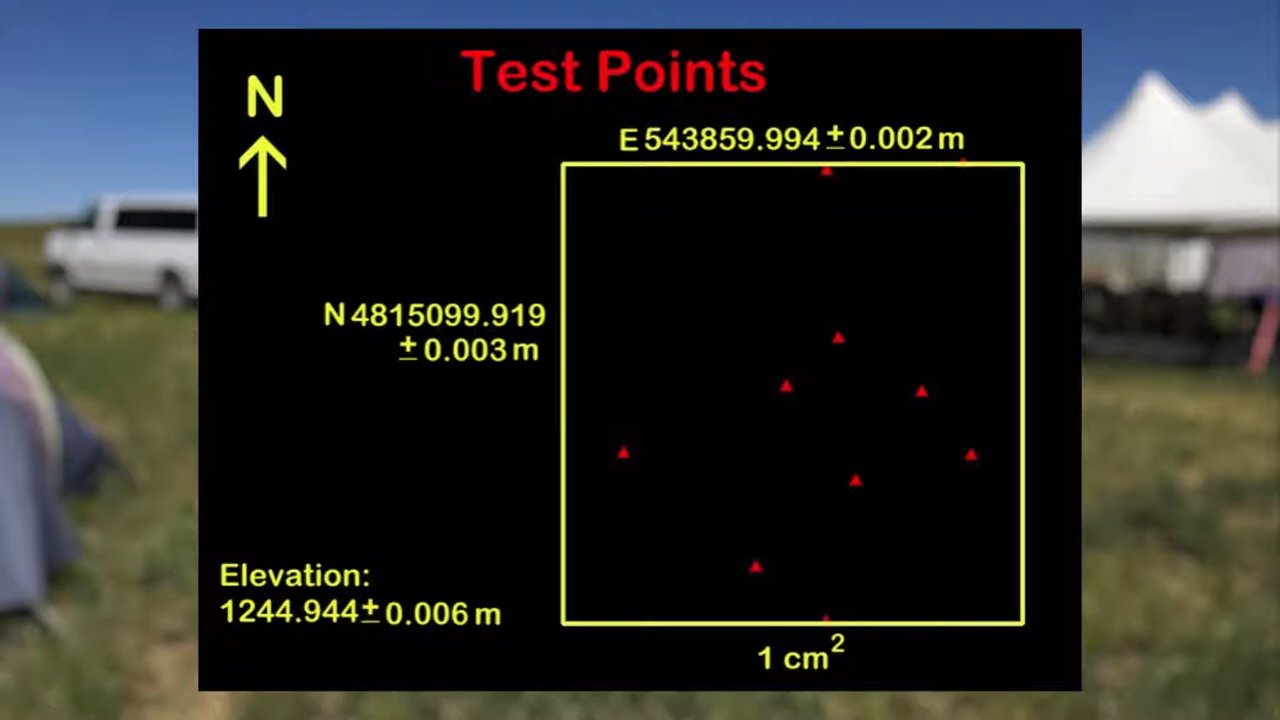 Test Points
N
E 543859.994 ± 0.002 m
N 4815099.919
± 0.003 m
Elevation:
1244.944 ± 0.006 m
1 cm²